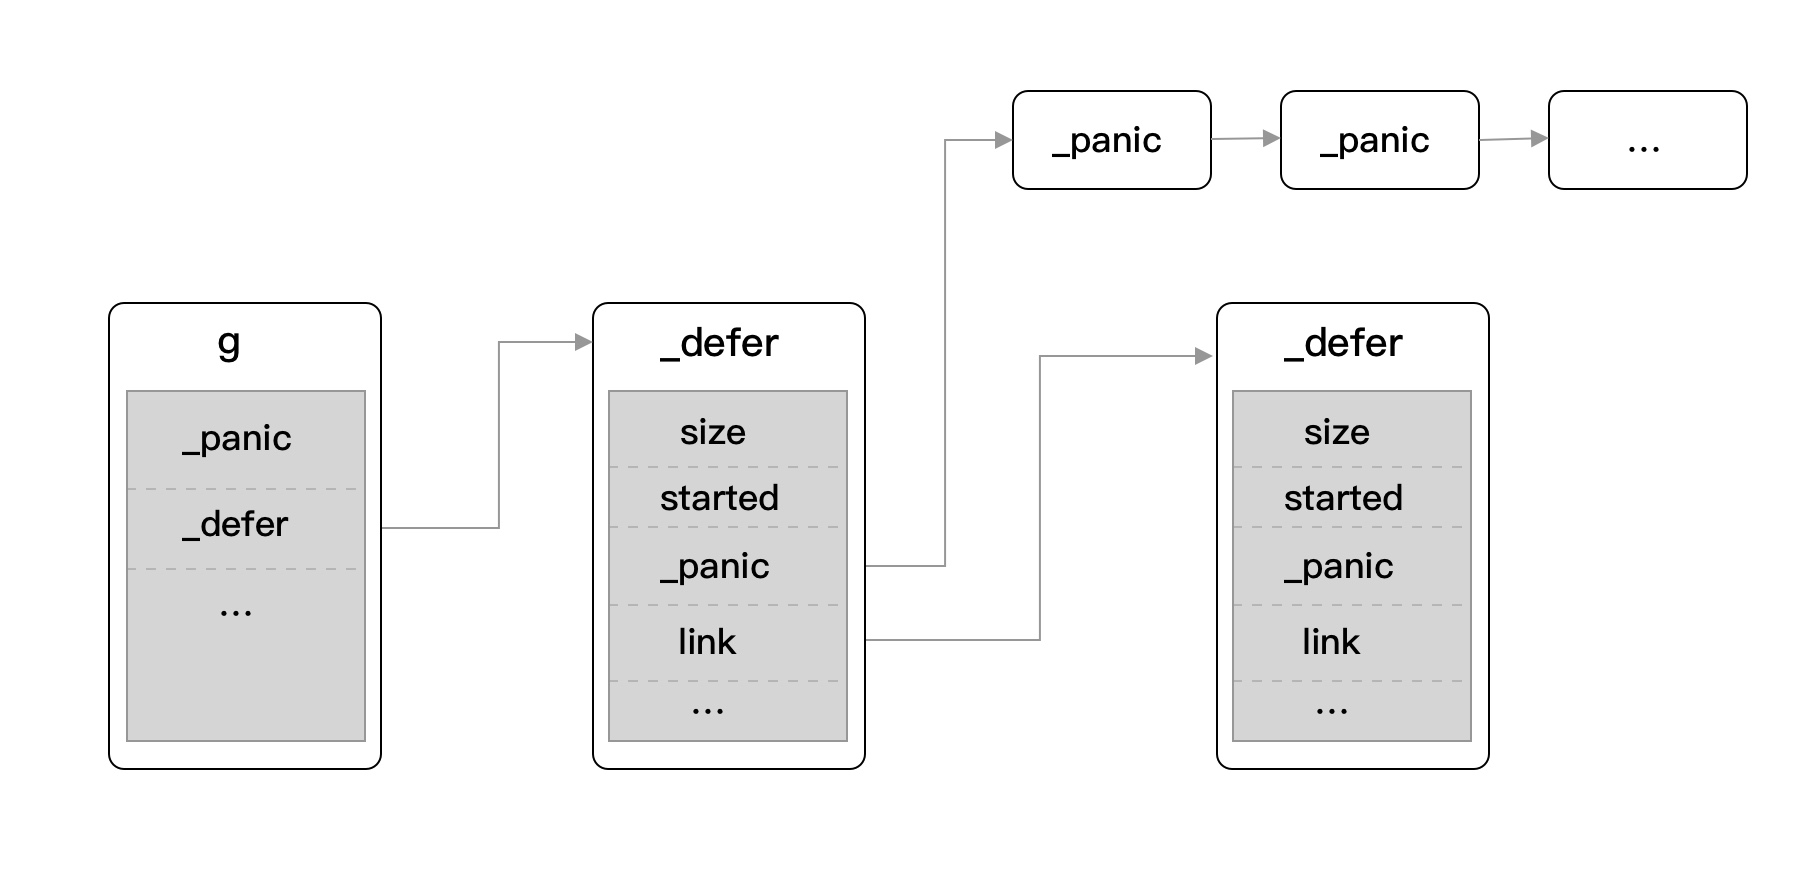 _panic
_panic
...
g
_panic
_defer
...
_defer
size
started
_panic
link
...
_defer
size
started
_panic
link
...